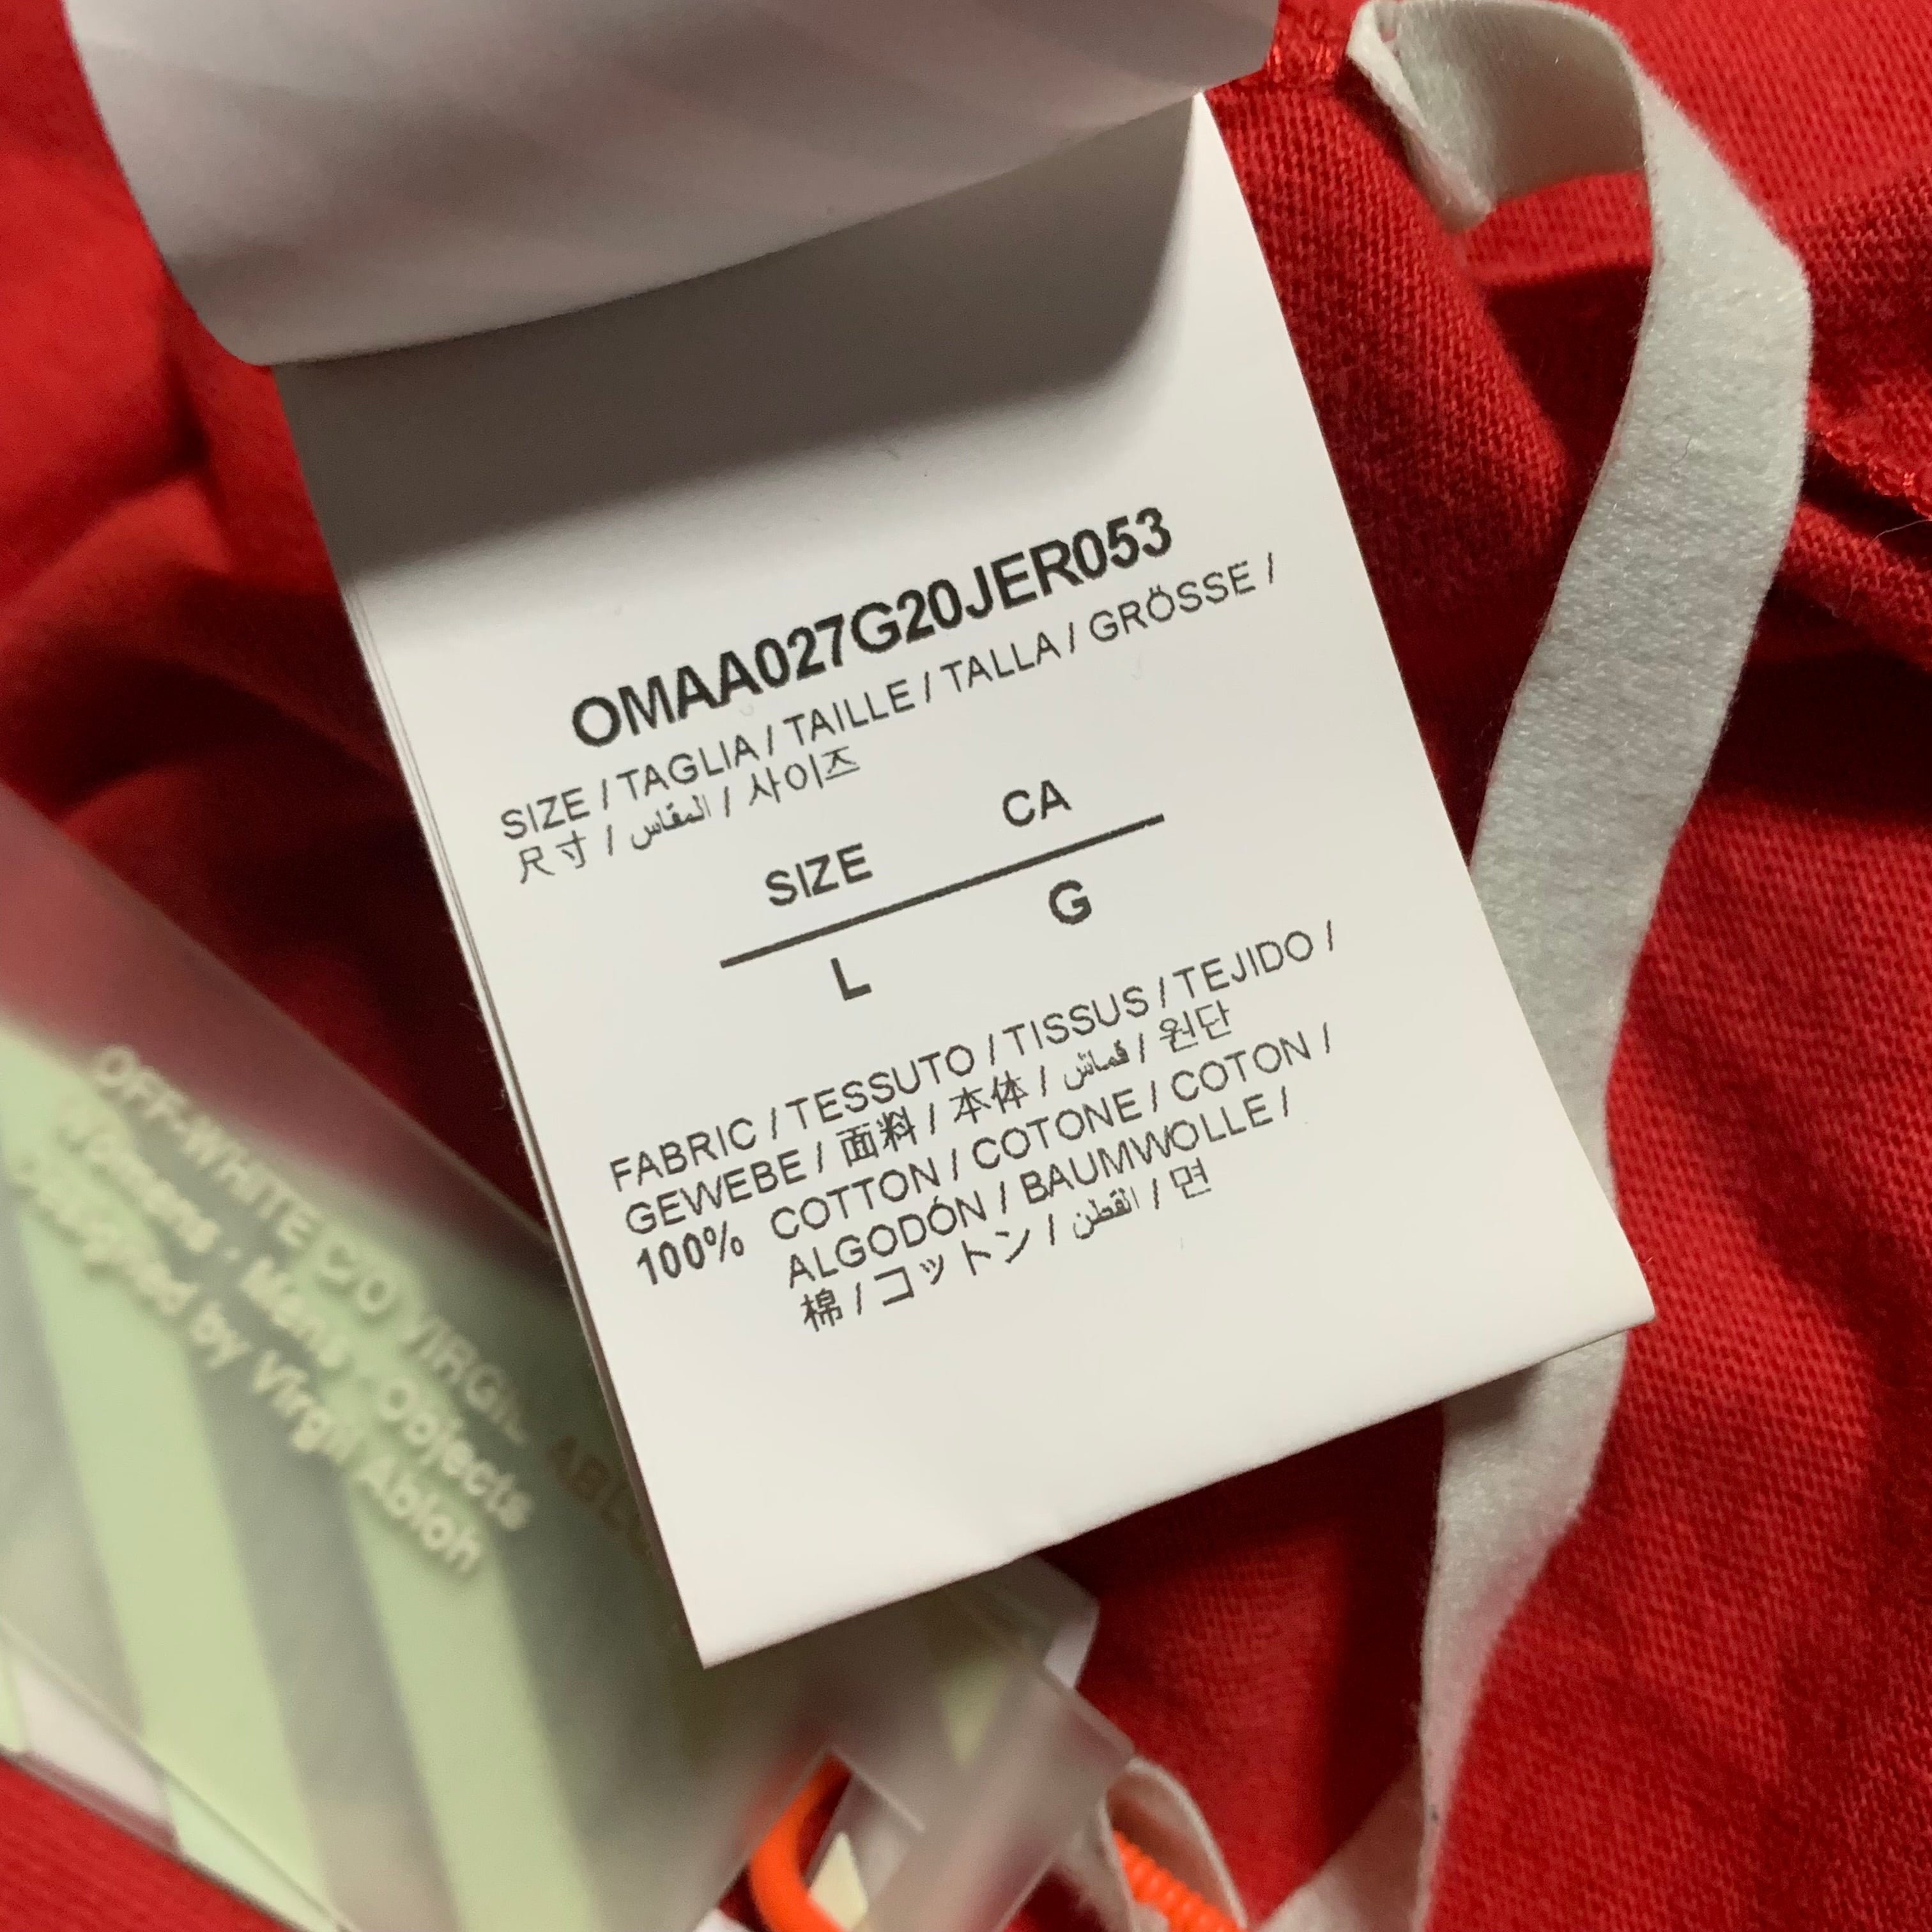 OMAA027G20JER053
SIZE / TAGLIA / TAILLE / TALLA / GRÖSSE /
尺寸 / المقاس / 사이즈
SIZE CA
L G
FABRIC / TESSUTO / TISSUS / TEJIDO /
GEWEBE / 面料 / 本体 / قماش / 원단
100% COTTON / COTONE / COTON /
ALGODÓN / BAUMWOLLE /
棉 / コットン / القطن / 면
OFF-WHITE C/O VIRGIL ABLO
Womens · Mens · Objects
Designed by Virgil Abloh